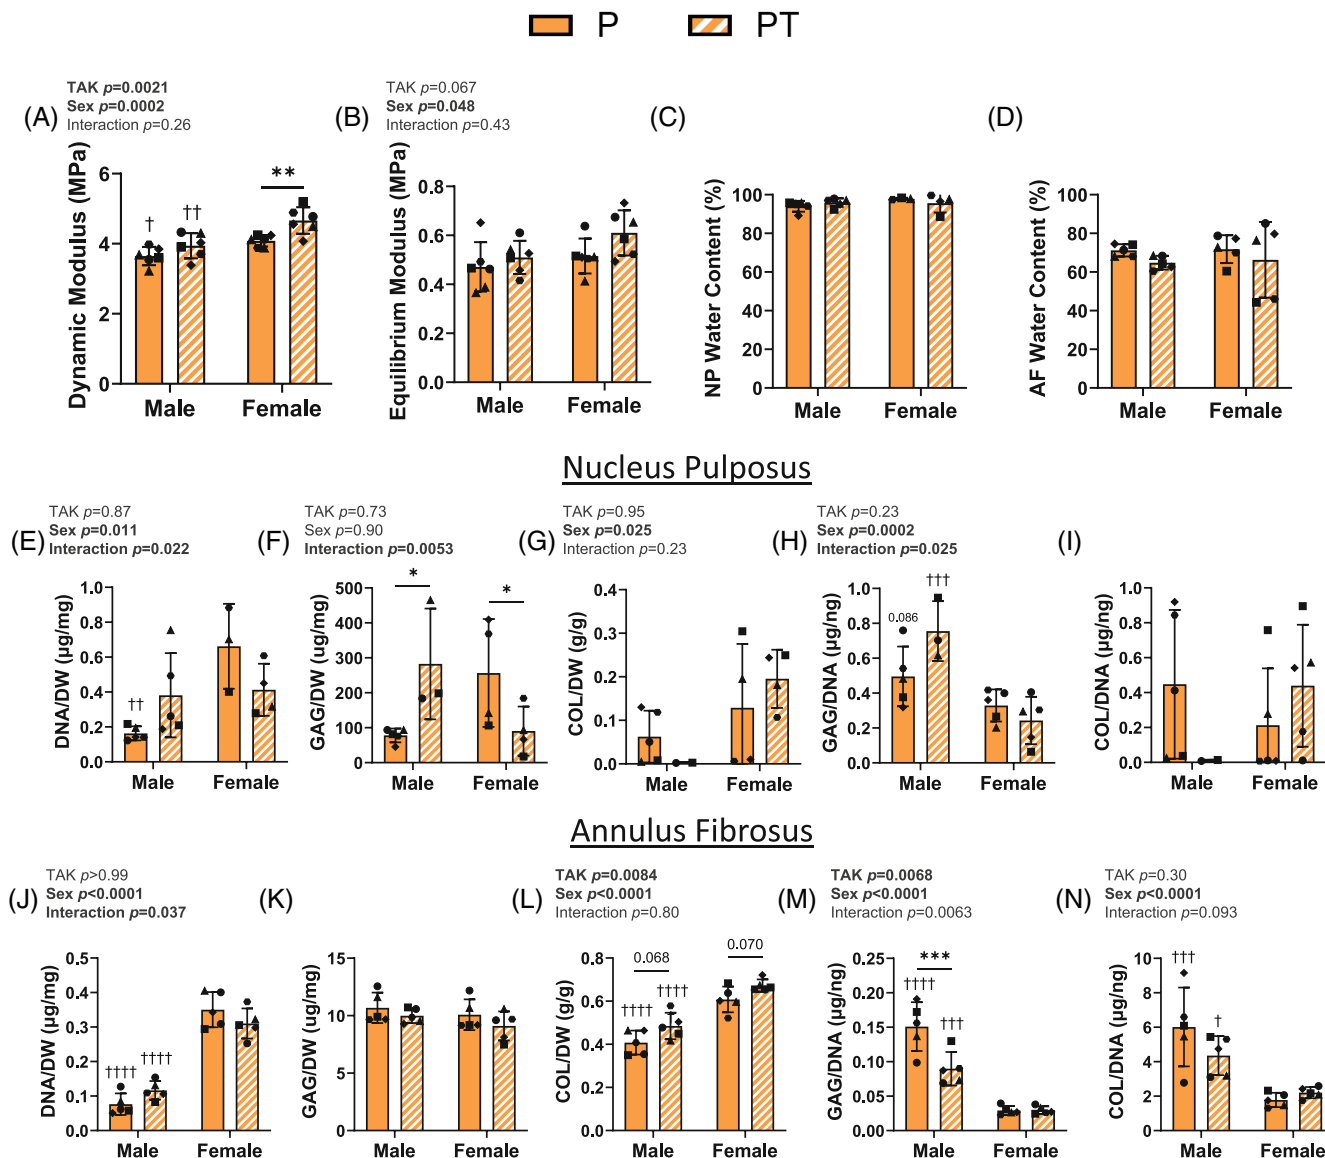 P PT
TAK p=0.0021
Sex p=0.0002
Interaction p=0.26
(A)
Dynamic Modulus (MPa)
6
4
2
0
†
††
**
Male Female
TAK p=0.067
Sex p=0.048
Interaction p=0.43
(B)
Equilibrium Modulus (MPa)
0.8
0.6
0.4
0.2
0.0
Male Female
(C)
NP Water Content (%)
100
80
60
40
20
0
Male Female
(D)
AF Water Content (%)
100
80
60
40
20
0
Male Female
Nucleus Pulposus
TAK p=0.87
Sex p=0.011
Interaction p=0.022
(E)
DNA/DW (µg/mg)
1.0
0.8
0.6
0.4
0.2
0.0
††
Male Female
TAK p=0.73
Sex p=0.90
Interaction p=0.0053
(F)
GAG/DW (ug/mg)
500
400
300
200
100
0
*
*
Male Female
TAK p=0.95
Sex p=0.025
Interaction p=0.23
(G)
COL/DW (g/g)
0.4
0.3
0.2
0.1
0.0
Male Female
TAK p=0.23
Sex p=0.0002
Interaction p=0.025
(H)
GAG/DNA (µg/ng)
1.0
0.8
0.6
0.4
0.2
0.0
0.086
†††
Male Female
(I)
COL/DNA (µg/ng)
1.0
0.8
0.6
0.4
0.2
0.0
Male Female
Annulus Fibrosus
TAK p>0.99
Sex p<0.0001
Interaction p=0.037
(J)
DNA/DW (µg/mg)
0.5
0.4
0.3
0.2
0.1
0.0
††††
††††
Male Female
(K)
GAG/DW (ug/mg)
15
10
5
0
Male Female
TAK p=0.0084
Sex p<0.0001
Interaction p=0.80
(L)
COL/DW (g/g)
0.8
0.6
0.4
0.2
0.0
0.068
0.070
††††
††††
Male Female
TAK p=0.0068
Sex p<0.0001
Interaction p=0.0063
(M)
GAG/DNA (µg/ng)
0.25
0.20
0.15
0.10
0.05
0.00
***
††††
†††
Male Female
TAK p=0.30
Sex p<0.0001
Interaction p=0.093
(N)
COL/DNA (µg/ng)
10
8
6
4
2
0
†††
†
Male Female